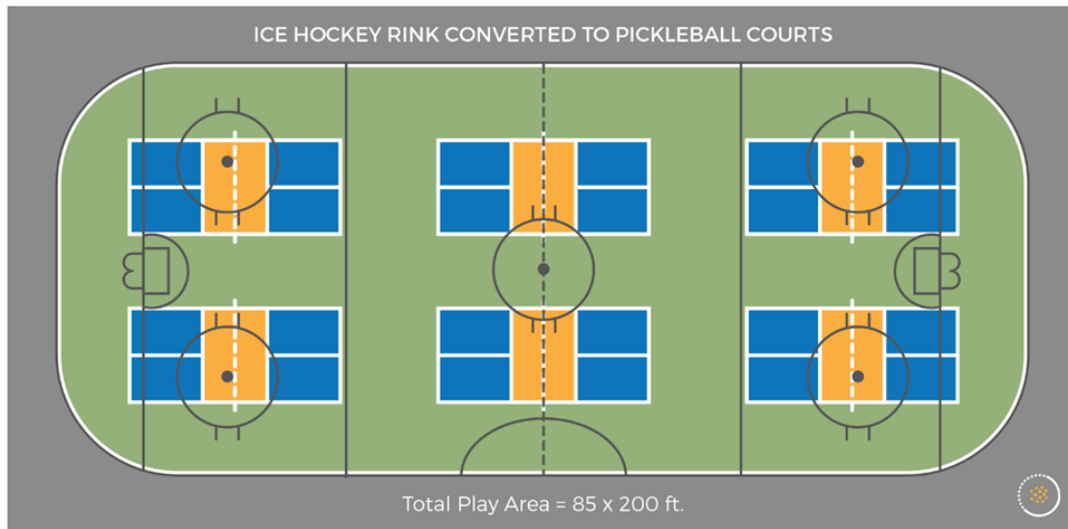 ICE HOCKEY RINK CONVERTED TO PICKLEBALL COURTS
Total Play Area = 85 x 200 ft.